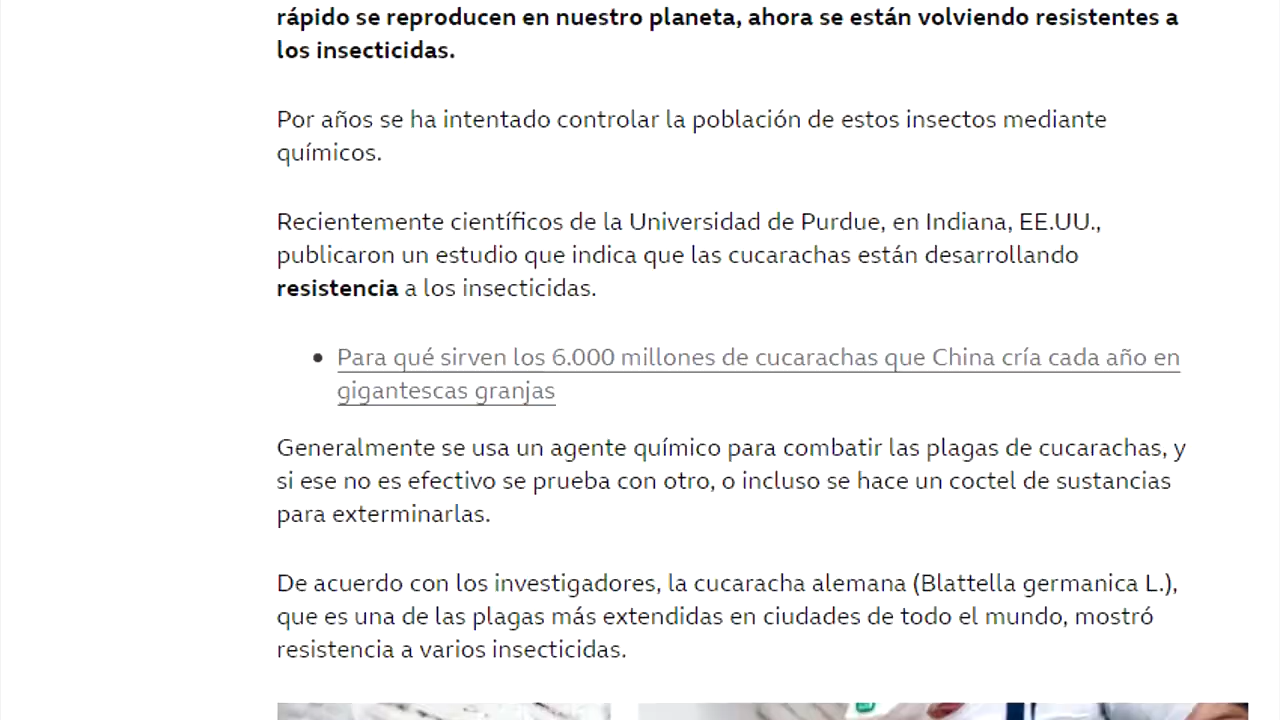 rápido se reproducen en nuestro planeta, ahora se están volviendo resistentes a
los insecticidas.
Por años se ha intentado controlar la población de estos insectos mediante
químicos.
Recientemente científicos de la Universidad de Purdue, en Indiana, EE.UU.,
publicaron un estudio que indica que las cucarachas están desarrollando
resistencia a los insecticidas.
• Para qué sirven los 6.000 millones de cucarachas que China cría cada año en
gigantescas granjas
Generalmente se usa un agente químico para combatir las plagas de cucarachas, y
si ese no es efectivo se prueba con otro, o incluso se hace un coctel de sustancias
para exterminarlas.
De acuerdo con los investigadores, la cucaracha alemana (Blattella germanica L.),
que es una de las plagas más extendidas en ciudades de todo el mundo, mostró
resistencia a varios insecticidas.